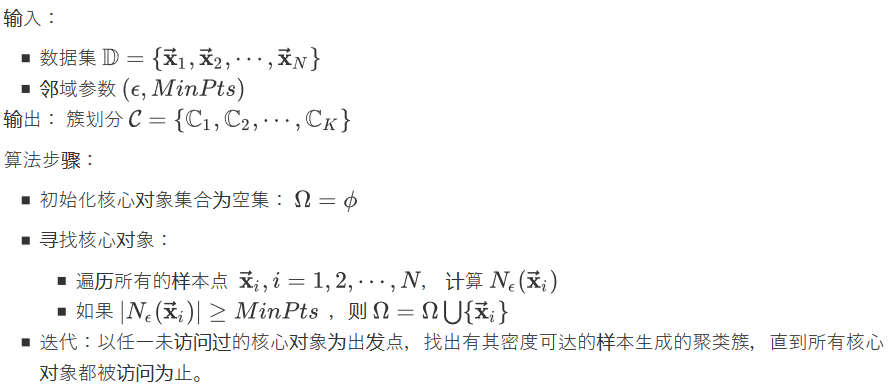 输入：
数据集 $\mathbb{D} = \{\vec{\mathbf{x}}_1, \vec{\mathbf{x}}_2, \cdots, \vec{\mathbf{x}}_N\}$
邻域参数 $(\epsilon, MinPts)$
输出： 簇划分 $\mathcal{C} = \{\mathbb{C}_1, \mathbb{C}_2, \cdots, \mathbb{C}_K\}$
算法步骤：
初始化核心对象集合为空集： $\Omega = \phi$
寻找核心对象：
遍历所有的样本点 $\vec{\mathbf{x}}_i, i = 1, 2, \cdots, N$， 计算 $N_\epsilon(\vec{\mathbf{x}}_i)$
如果 $|N_\epsilon(\vec{\mathbf{x}}_i)| \geq MinPts$ ，则 $\Omega = \Omega \bigcup \{\vec{\mathbf{x}}_i\}$
迭代：以任一未访问过的核心对象为出发点，找出有其密度可达的样本生成的聚类簇，直到所有核心
对象都被访问为止。